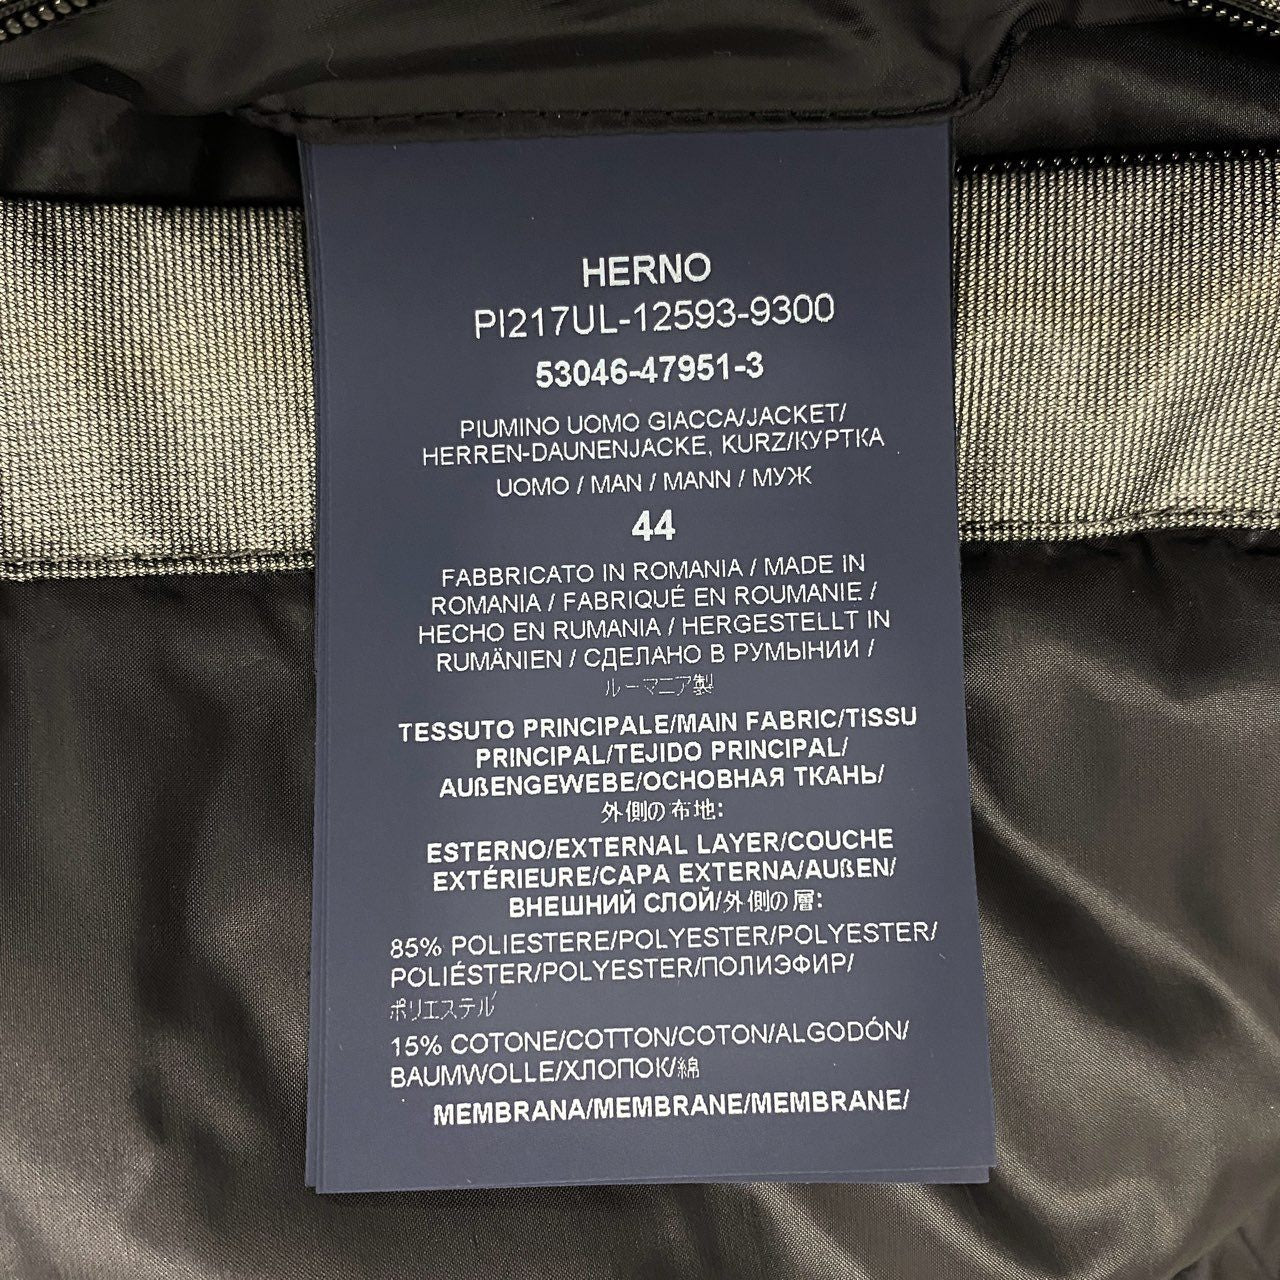 HERNO
PI217UL-12593-9300
53046-47951-3
PIUMINO UOMO GIACCA/JACKET/
HERREN-DAUNENJACKE, KURZ/КУРТКА
UOMO / MAN / MANN / МУЖ
44
FABBRICATO IN ROMANIA / MADE IN
ROMANIA / FABRIQUÉ EN ROUMANIE /
HECHO EN RUMANIA / HERGESTELLT IN
RUMÄNIEN / СДЕЛАНО В РУМЫНИИ /
ルーマニア製
TESSUTO PRINCIPALE/MAIN FABRIC/TISSU
PRINCIPAL/TEJIDO PRINCIPAL/
AUßENGEWEBE/ОСНОВНАЯ ТКАНЬ/
外側の布地:
ESTERNO/EXTERNAL LAYER/COUCHE
EXTÉRIEURE/CAPA EXTERNA/AUßEN/
ВНЕШНИЙ СЛОЙ/外側の層:
85% POLIESTERE/POLYESTER/POLYESTER/
POLIÉSTER/POLYESTER/ПОЛИЭФИР/
ポリエステル
15% COTONE/COTTON/COTON/ALGODÓN/
BAUMWOLLE/ХЛОПОК/綿
MEMBRANA/MEMBRANE/MEMBRANE/